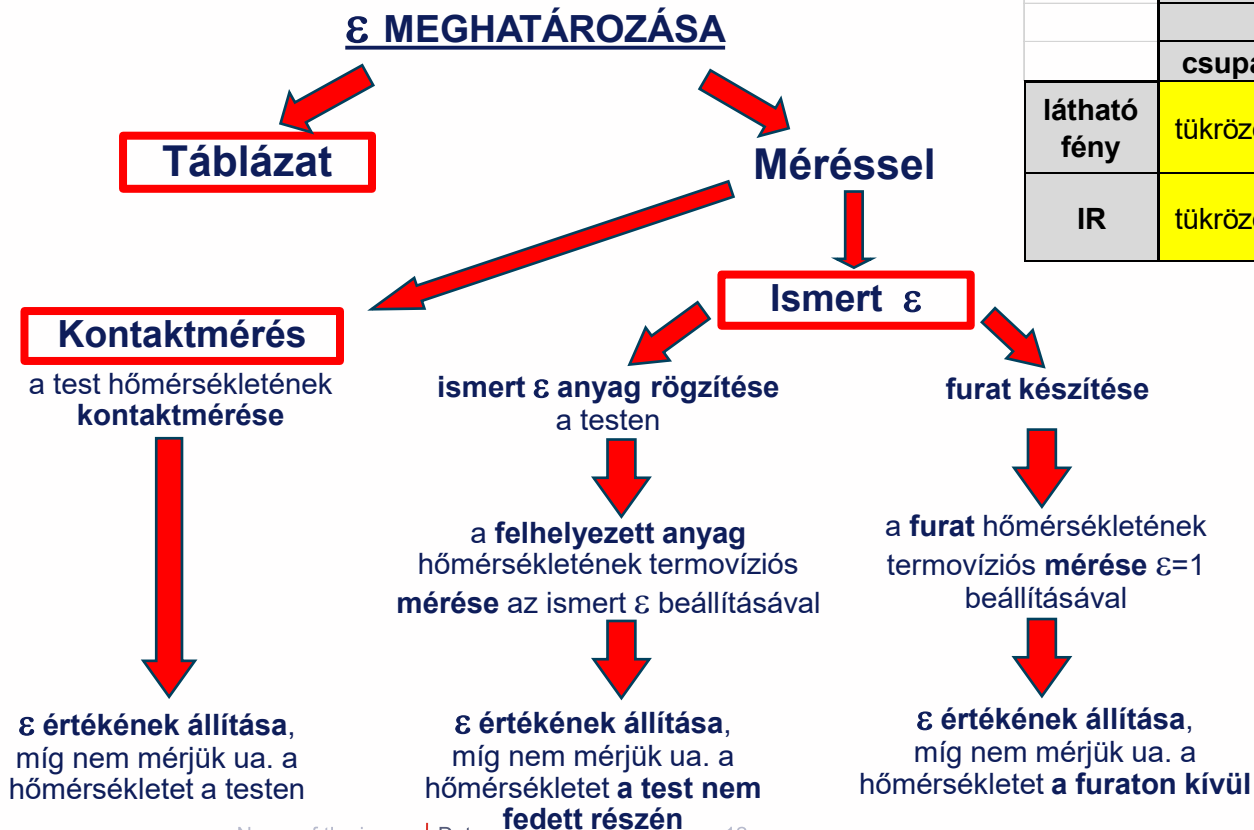 ε MEGHATÁROZÁSA
Táblázat
Méréssel
látható
fény
IR
Kontaktmérés
a test hőmérsékletének
kontaktmérése
ε értékének állítása,
míg nem mérjük ua. a
hőmérsékletet a testen
Ismert ε
ismert ε anyag rögzítése
a testen
a felhelyezett anyag
hőmérsékletének termovíziós
mérése az ismert ε beállításával
ε értékének állítása,
míg nem mérjük ua. a
hőmérsékletet a test nem
fedett részén
furat készítése
a furat hőmérsékletének
termovíziós mérése ε=1
beállításával
ε értékének állítása,
míg nem mérjük ua. a
hőmérsékletet a furaton kívül